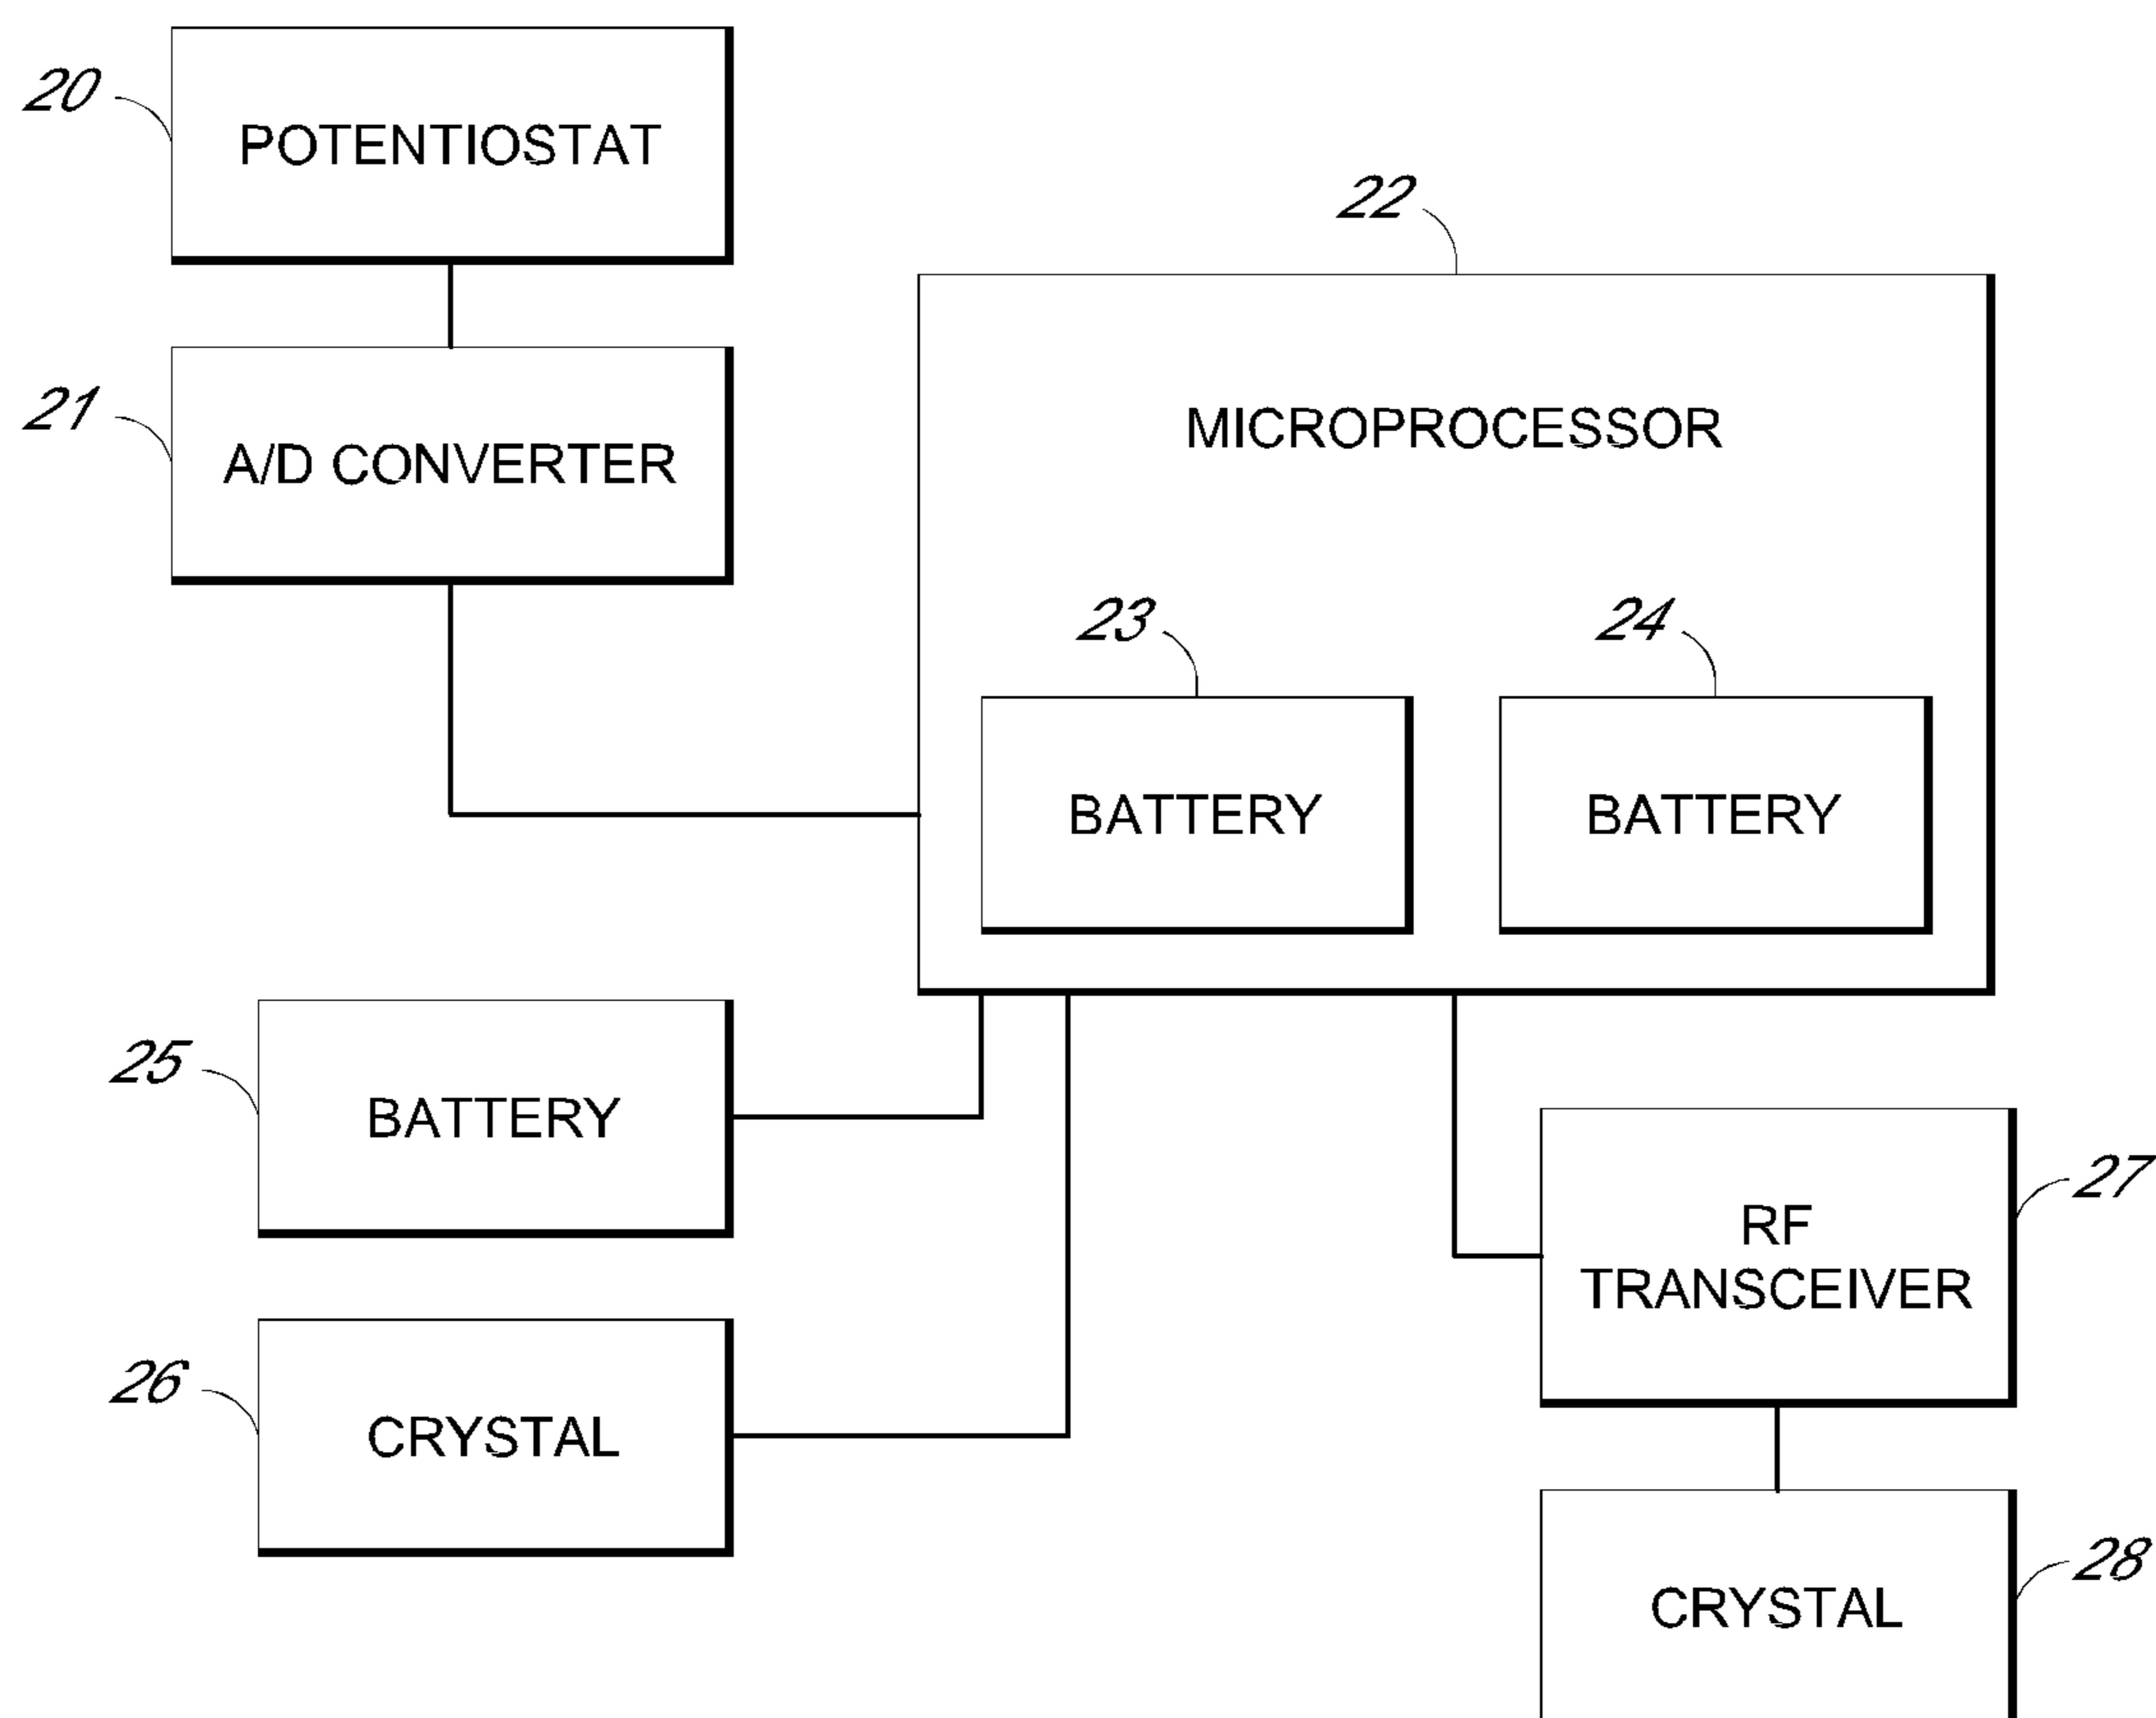 20
POTENTIOSTAT
21
A/D CONVERTER
22
MICROPROCESSOR
23
BATTERY
24
BATTERY
25
BATTERY
26
CRYSTAL
27
RF
TRANSCEIVER
28
CRYSTAL